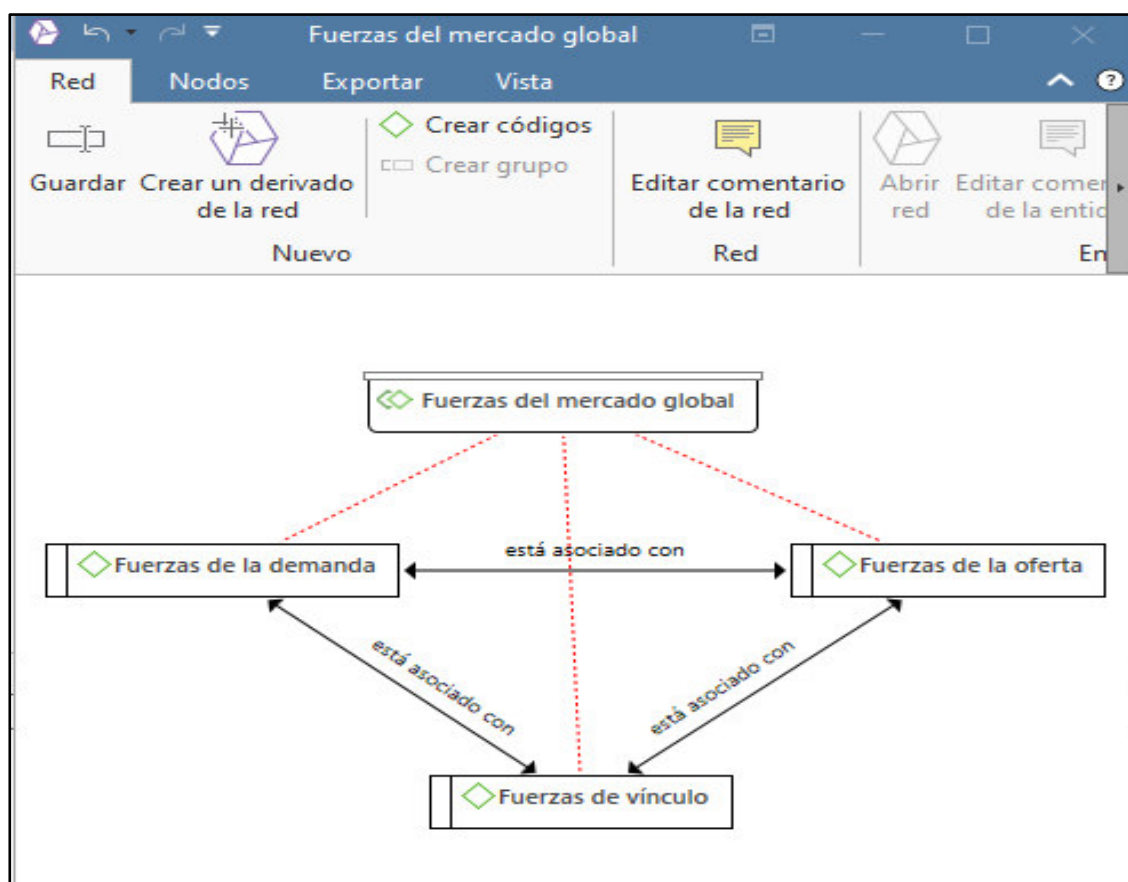 Fuerzas del mercado global
Red Nodos Exportar Vista
Guardar
Crear un derivado
de la red
Crear códigos
Crear grupo
Nuevo
Editar comentario
de la red
Red
Abrir
red
Editar comer
de la entic
En
Fuerzas del mercado global
Fuerzas de la demanda
está asociado con
Fuerzas de la oferta
está asociado con
está asociado con
Fuerzas de vínculo